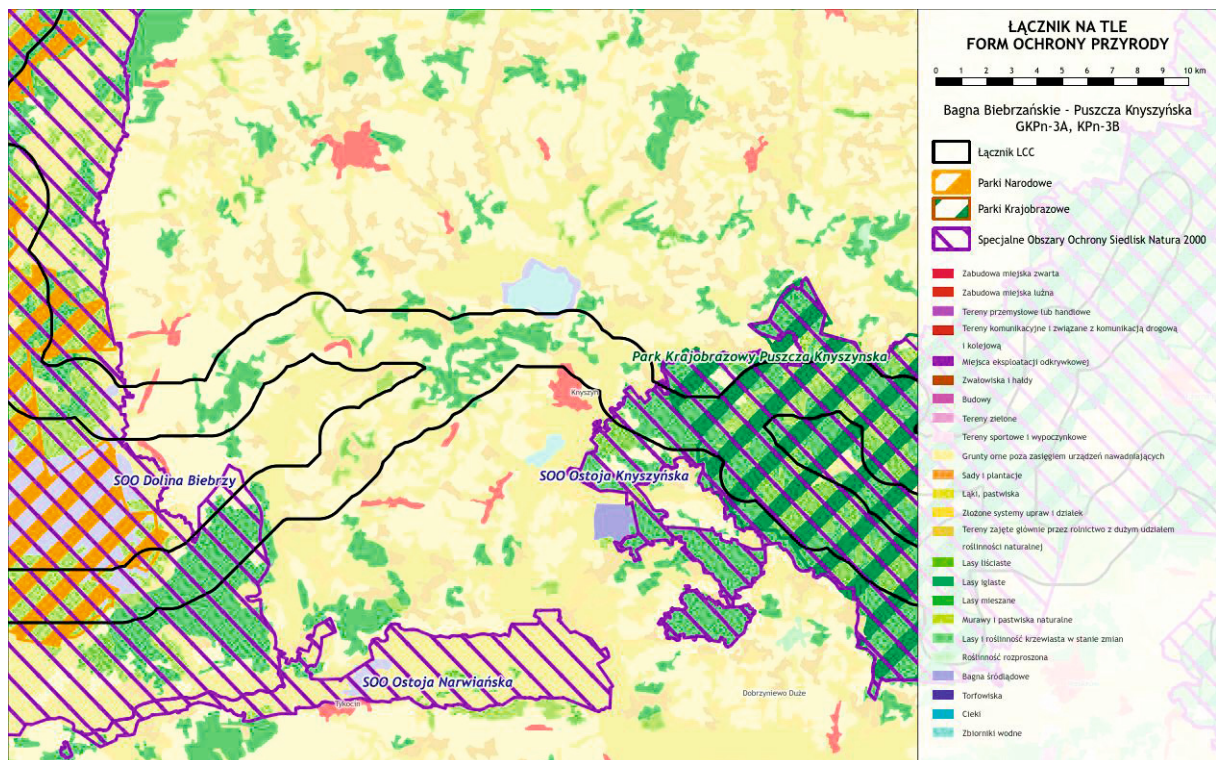 ŁĄCZNIK NA TLE
FORM OCHRONY PRZYRODY
0 1 2 3 4 5 6 7 8 9 10 km
Bagna Biebrzańskie - Puszcza Knyszyńska
GKPn-3A, KPn-3B
Łącznik LCC
Parki Narodowe
Parki Krajobrazowe
Specjalne Obszary Ochrony Siedlisk Natura 2000
Zabudowa miejska zwarta
Zabudowa miejska luźna
Tereny przemysłowe lub handlowe
Tereny komunikacyjne i związane z komunikacją drogową
i kolejową
Miejsca eksploatacji odkrywkowej
Zwałowiska i hałdy
Budowy
Tereny zielone
Tereny sportowe i wypoczynkowe
Grunty orne poza zasięgiem urządzeń nawadniających
Sady i plantacje
Łąki, pastwiska
Złożone systemy upraw i działek
Tereny zajęte głównie przez rolnictwo z dużym udziałem
roślinności naturalnej
Lasy liściaste
Lasy iglaste
Lasy mieszane
Murawy i pastwiska naturalne
Lasy i roślinność krzewiasta w stanie zmian
Roślinność rozproszona
Bagna śródlądowe
Torfowiska
Cieki
Zbiorniki wodne
Park Krajobrazowy Puszcza Knyszyńska
Knyszyn
SOO Dolina Biebrzy
SOO Ostoja Knyszyńska
SOO Ostoja Narwiańska
Tykocin
Dobrzyniewo Duże